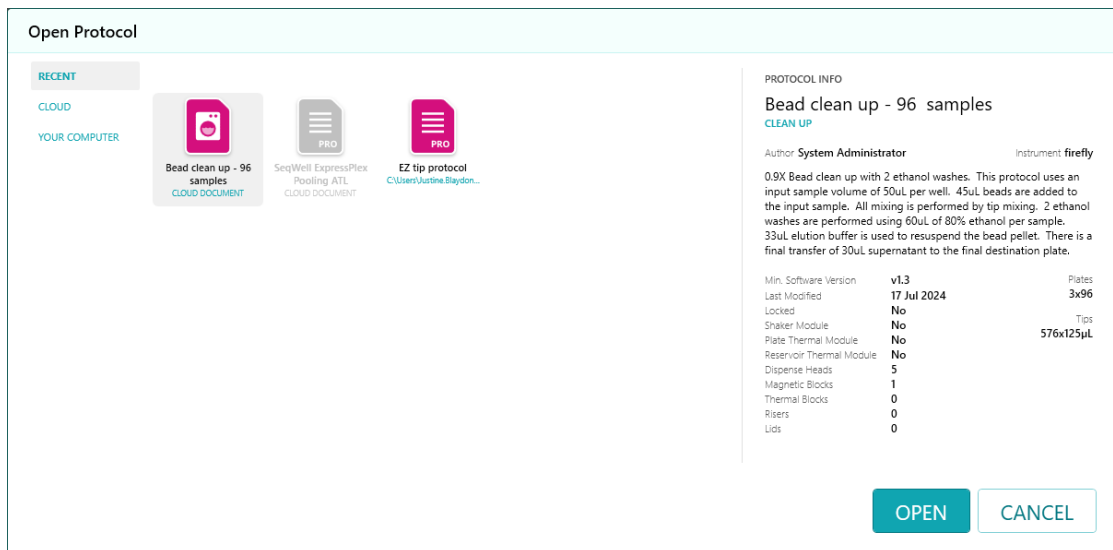 Open Protocol
RECENT
CLOUD
YOUR COMPUTER
Bead clean up - 96
samples
CLOUD DOCUMENT
PRO
SeqWell ExpressPlex
Pooling ATL
CLOUD DOCUMENT
PRO
EZ tip protocol
C:\Users\Justine.Blaydon...
PROTOCOL INFO
Bead clean up - 96 samples
CLEAN UP
Author System Administrator Instrument firefly
0.9X Bead clean up with 2 ethanol washes. This protocol uses an
input sample volume of 50uL per well. 45uL beads are added to
the input sample. All mixing is performed by tip mixing. 2 ethanol
washes are performed using 60uL of 80% ethanol per sample.
33uL elution buffer is used to resuspend the bead pellet. There is a
final transfer of 30uL supernatant to the final destination plate.
Min. Software Version v1.3
Last Modified 17 Jul 2024
Locked No
Shaker Module No
Plate Thermal Module No
Reservoir Thermal Module No
Dispense Heads 5
Magnetic Blocks 1
Thermal Blocks 0
Risers 0
Lids 0
Plates
3x96
Tips
576x125µL
OPEN
CANCEL